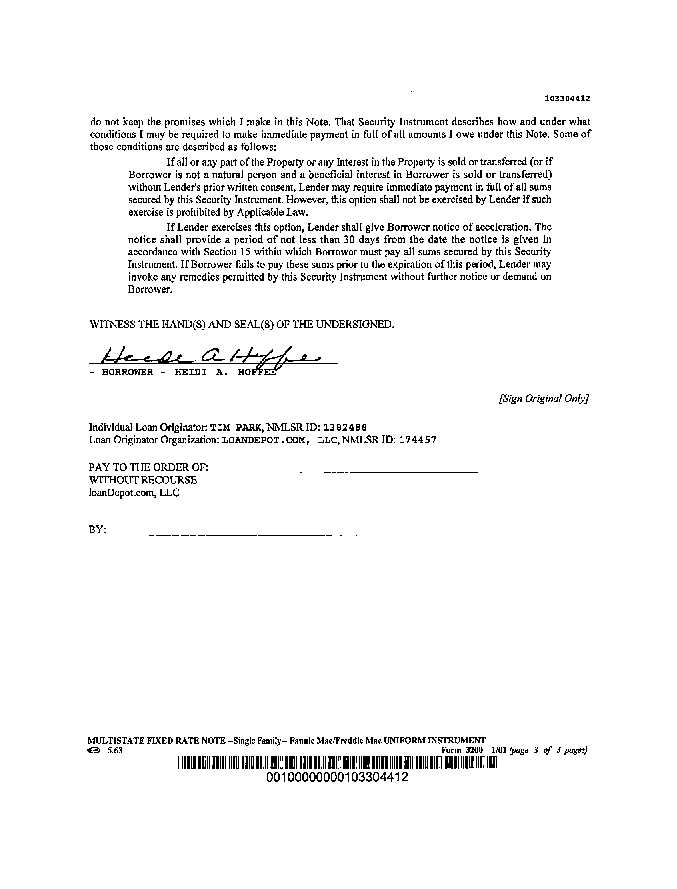 103304412
do not keep the promises which I make in this Note. That Security Instrument describes how and under what
conditions I may be required to make immediate payment in full of all amounts I owe under this Note. Some of
those conditions are described as follows:
If all or any part of the Property or any Interest in the Property is sold or transferred (or if
Borrower is not a natural person and a beneficial interest in Borrower is sold or transferred)
without Lender's prior written consent, Lender may require immediate payment in full of all sums
secured by this Security Instrument. However, this option shall not be exercised by Lender if such
exercise is prohibited by Applicable Law.
If Lender exercises this option, Lender shall give Borrower notice of acceleration. The
notice shall provide a period of not less than 30 days from the date the notice is given in
accordance with Section 15 within which Borrower must pay all sums secured by this Security
Instrument. If Borrower fails to pay these sums prior to the expiration of this period, Lender may
invoke any remedies permitted by this Security Instrument without further notice or demand on
Borrower.
WITNESS THE HAND(S) AND SEAL(S) OF THE UNDERSIGNED.
- BORROWER - HEIDI A. HOFFEE
[Sign Original Only]
Individual Loan Originator: TIM PARK, NMLSR ID: 1382486
Loan Originator Organization: LOANDEPOT.COM, LLC, NMLSR ID: 174457
PAY TO THE ORDER OF:
WITHOUT RECOURSE
loanDepot.com, LLC
BY:
MULTISTATE FIXED RATE NOTE --Single Family-- Fannie Mae/Freddie Mac UNIFORM INSTRUMENT
5.63 Form 3200 1/01 (page 3 of 3 pages)
00100000000103304412